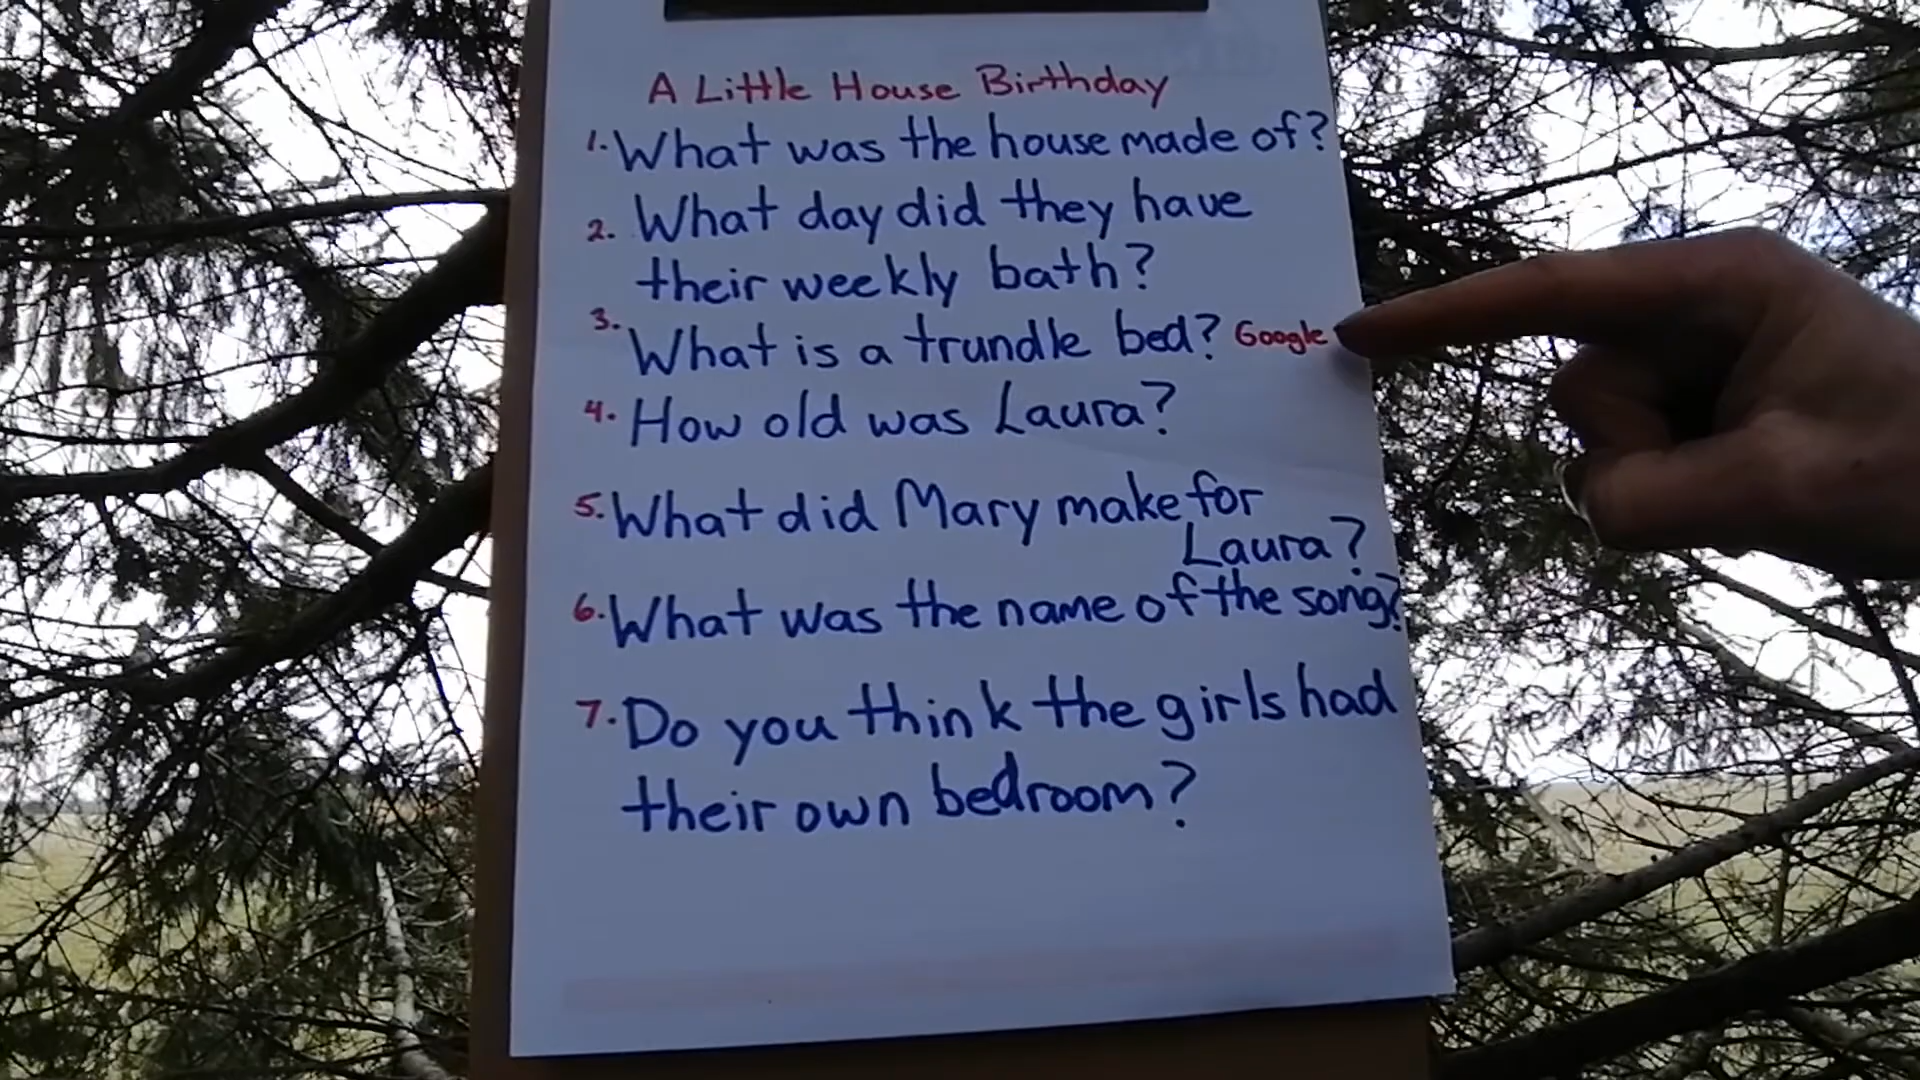 A Little House Birthday
1. What was the house made of?
2. What day did they have
their weekly bath?
3. What is a trundle bed? Google
4. How old was Laura?
5. What did Mary make for
Laura?
6. What was the name of the song?
7. Do you think the girls had
their own bedroom?